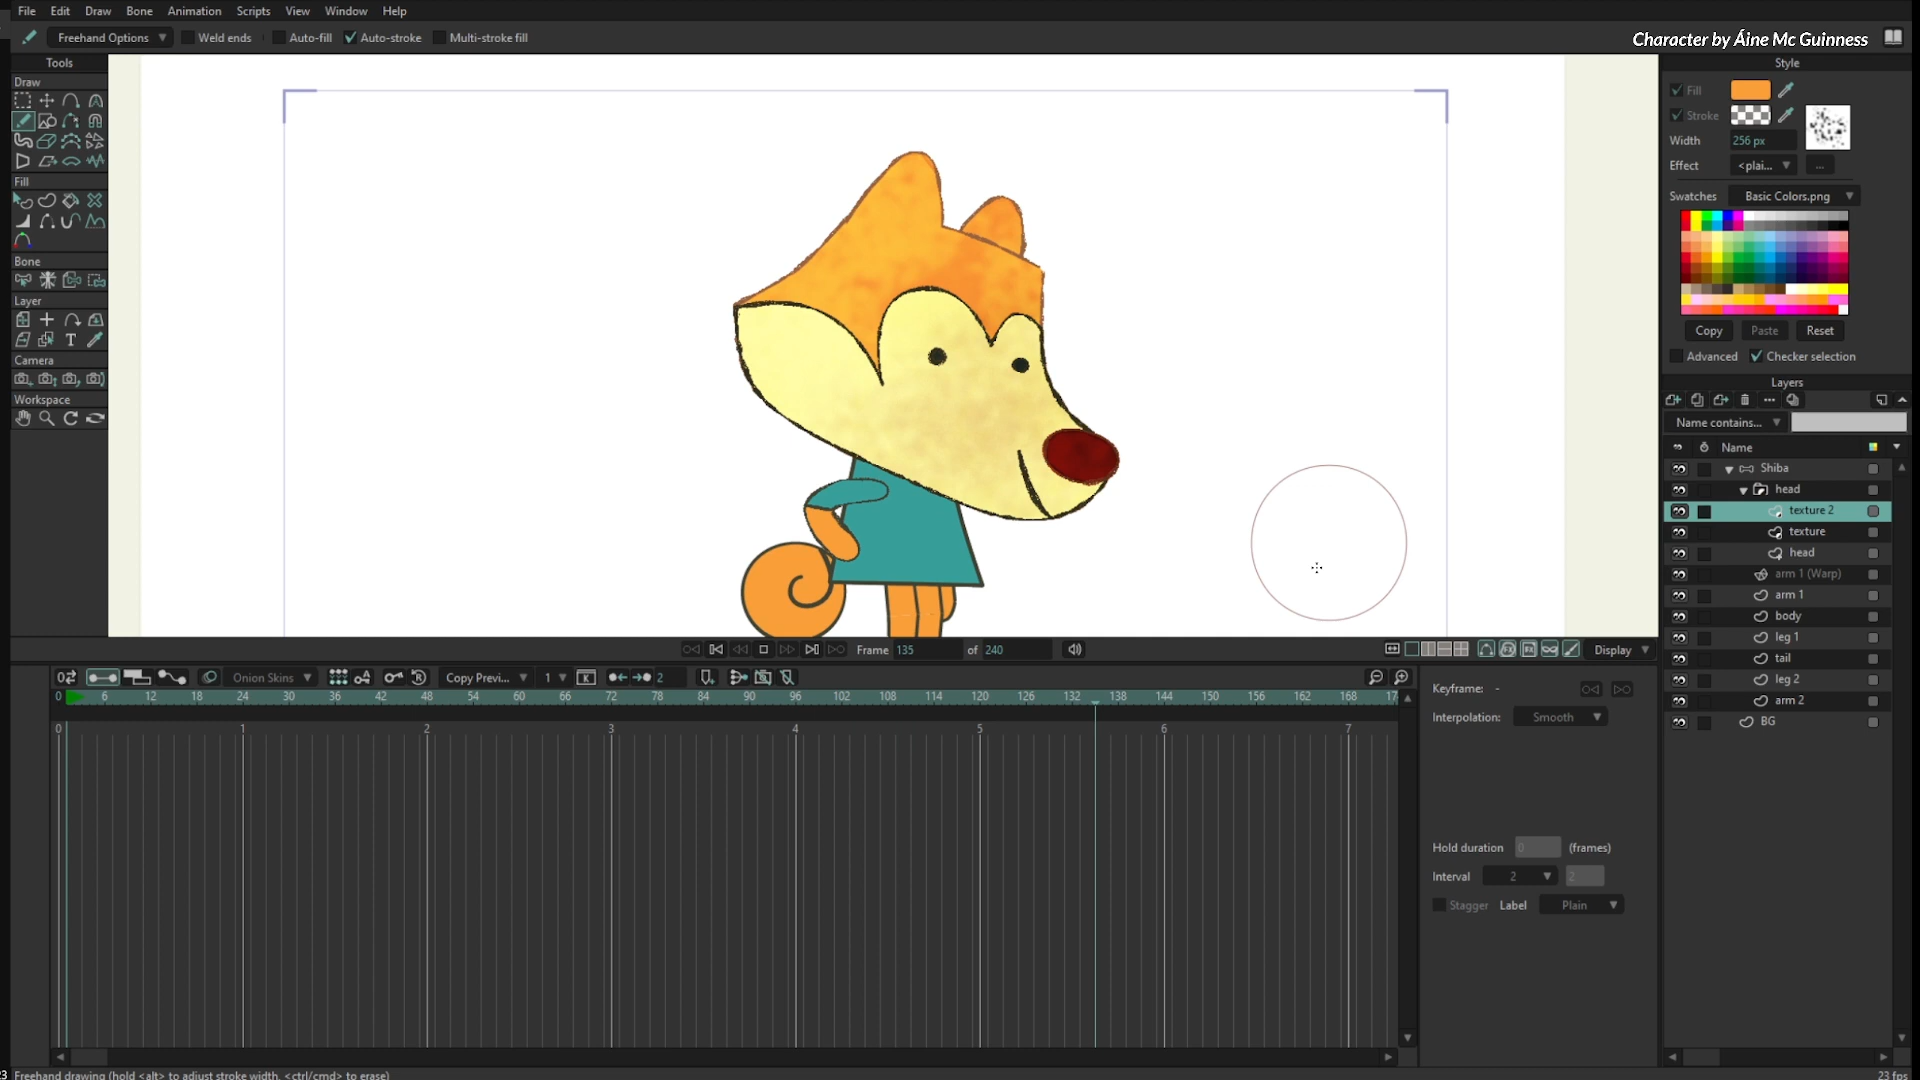 File Edit Draw Bone Animation Scripts View Window Help
Freehand Options Weld ends Auto-fill Auto-stroke Multi-stroke fill
Character by Áine Mc Guinness
Tools
Draw
Fill
Bone
Layer
Camera
Workspace
Style
Fill
Stroke
Width 256 px
Effect <plai... ...
Swatches Basic Colors.png
Copy Paste Reset
Advanced Checker selection
Layers
Name contains...
Name
Shiba
head
texture 2
texture
head
arm 1 (Warp)
arm 1
body
leg 1
tail
leg 2
arm 2
BG
Frame 135 of 240
Display
Onion Skins Copy Previ... 1 2
0 6 12 18 24 30 36 42 48 54 60 66 72 78 84 90 96 102 108 114 120 126 132 138 144 150 156 162 168 17
0 1 2 3 4 5 6 7
Keyframe: -
Interpolation: Smooth
Hold duration 0 (frames)
Interval 2 2
Stagger Label Plain
Freehand drawing (hold <alt> to adjust stroke width, <ctrl/cmd> to erase)
23 fps